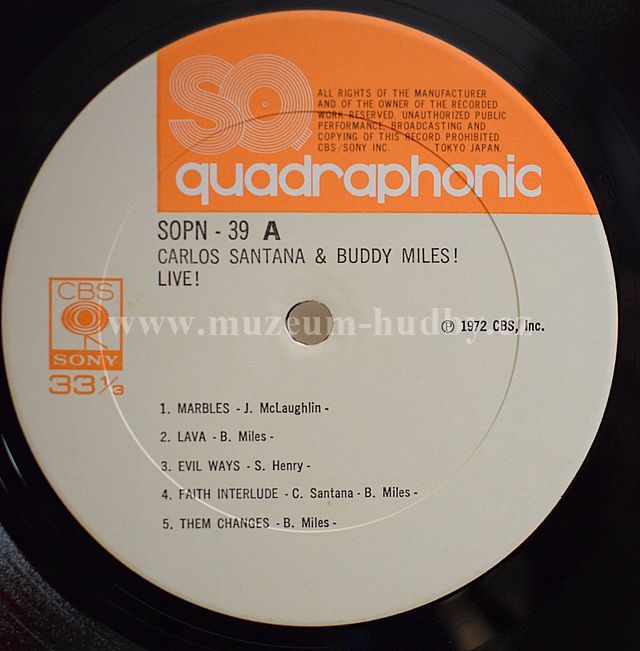 SQ
ALL RIGHTS OF THE MANUFACTURER
AND OF THE OWNER OF THE RECORDED
WORK RESERVED. UNAUTHORIZED PUBLIC
PERFORMANCE, BROADCASTING AND
COPYING OF THIS RECORD PROHIBITED.
CBS/SONY INC. TOKYO JAPAN.
quadraphonic
SOPN - 39 A
CARLOS SANTANA & BUDDY MILES!
LIVE!
CBS
SONY
33 1/3
www.muzeum-hudby.cz
℗ 1972 CBS, Inc.
1. MARBLES - J. McLaughlin -
2. LAVA - B. Miles -
3. EVIL WAYS - S. Henry -
4. FAITH INTERLUDE - C. Santana - B. Miles -
5. THEM CHANGES - B. Miles -